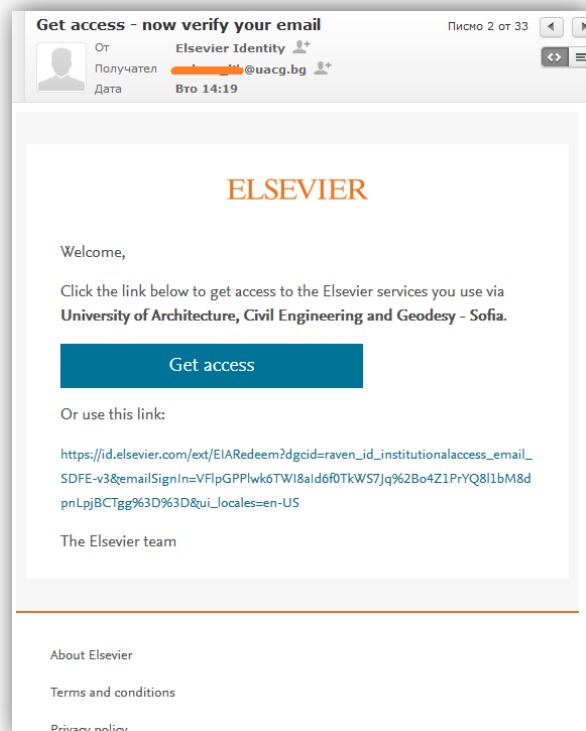 Get access - now verify your email
Писмо 2 от 33
От Elsevier Identity
Получател @uacg.bg
Дата Вто 14:19
ELSEVIER
Welcome,
Click the link below to get access to the Elsevier services you use via
University of Architecture, Civil Engineering and Geodesy - Sofia.
Get access
Or use this link:
https://id.elsevier.com/ext/EIARedeem?dgcid=raven_id_institutionalaccess_email_
SDFE-v3&emailSignIn=VFlpGPPlwk6TWI8aId6f0TkWS7Jq%2Bo4Z1PrYQ8l1bM8d
pnLpjBCTgg%3D%3D&ui_locales=en-US
The Elsevier team
About Elsevier
Terms and conditions
Privacy policy